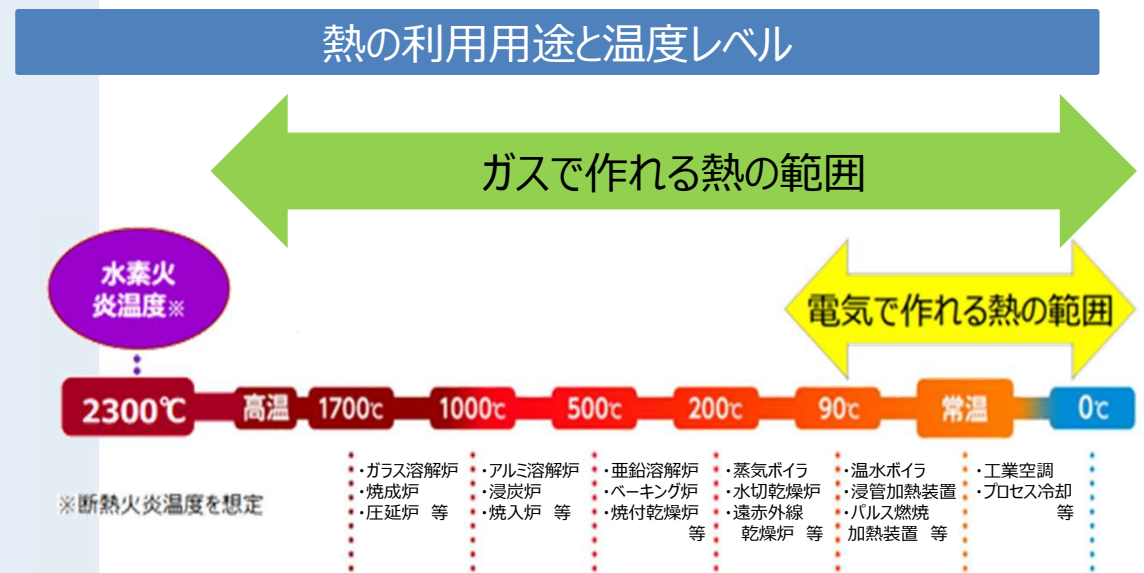 熱の利用用途と温度レベル
ガスで作れる熱の範囲
水素火
炎温度※
電気で作れる熱の範囲
2300℃ 高温 1700℃ 1000℃ 500℃ 200℃ 90℃ 常温 0℃
※断熱火炎温度を想定
・ガラス溶解炉
・焼成炉
・圧延炉 等
・アルミ溶解炉
・浸炭炉
・焼入炉 等
・亜鉛溶解炉
・ベーキング炉
・焼付乾燥炉
等
・蒸気ボイラ
・水切乾燥炉
・遠赤外線
乾燥炉 等
・温水ボイラ
・浸管加熱装置
・パルス燃焼
加熱装置 等
・工業空調
・プロセス冷却
等